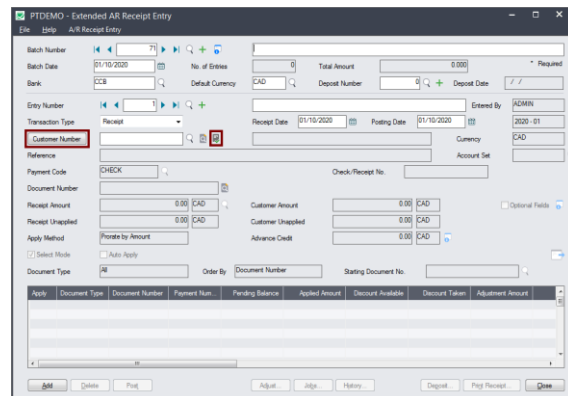 PTDEMO - Extended AR Receipt Entry
File Help A/R Receipt Entry
Batch Number 71
Batch Date 01/10/2020 No. of Entries 0 Total Amount 0.000 * Required
Bank CCB Default Currency CAD Deposit Number 0 Deposit Date / /
Entry Number 1 Entered By ADMIN
Transaction Type Receipt Receipt Date 01/10/2020 Posting Date 01/10/2020 2020 - 01
Customer Number Currency CAD
Reference Account Set
Payment Code CHECK Check/Receipt No.
Document Number
Receipt Amount 0.00 CAD Customer Amount 0.00 CAD Optional Fields
Receipt Unapplied 0.00 CAD Customer Unapplied 0.00 CAD
Apply Method Prorate by Amount Advance Credit 0.00 CAD
Select Mode Auto Apply
Document Type All Order By Document Number Starting Document No.
Apply Document Type Document Number Payment Num... Pending Balance Applied Amount Discount Available Discount Taken Adjustment Amount
Add Delete Post Adjust... Jobs... History... Deposit... Print Receipt... Close